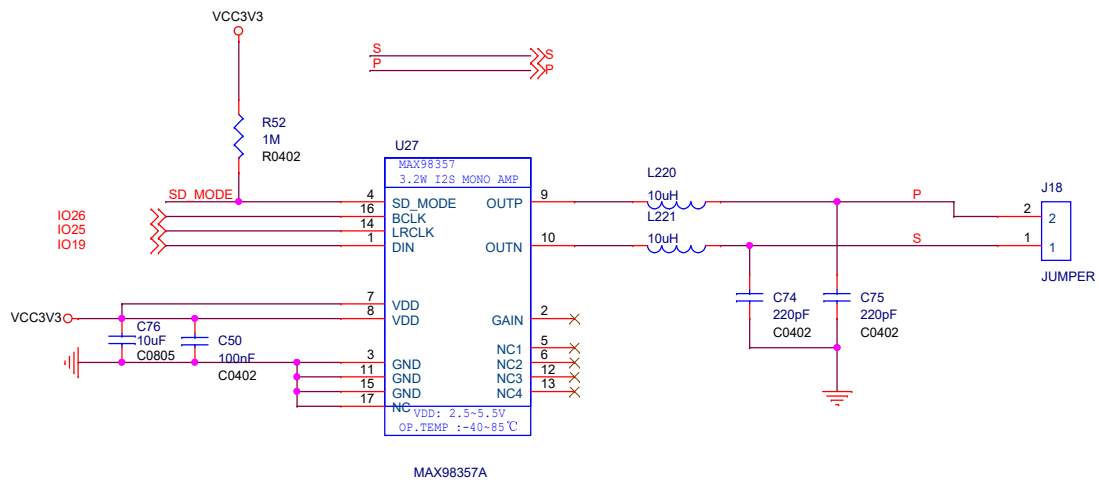 VCC3V3
S
S
P
P
R52
1M
R0402
U27
MAX98357
3.2W I2S MONO AMP
L220
10uH
L221
10uH
P
S
J18
2
2
1
1
JUMPER
SD_MODE
4
SD_MODE
OUTP
9
IO26
16
BCLK
IO25
14
LRCLK
IO19
1
DIN
OUTN
10
VCC3V3
7
VDD
8
VDD
GAIN
2
C76
10uF
C0805
C50
100nF
C0402
C74
220pF
C0402
C75
220pF
C0402
3
GND
11
GND
15
GND
17
NC
NC1
5
NC2
6
NC3
12
NC4
13
VDD: 2.5~5.5V
OP.TEMP :-40~85℃
MAX98357A